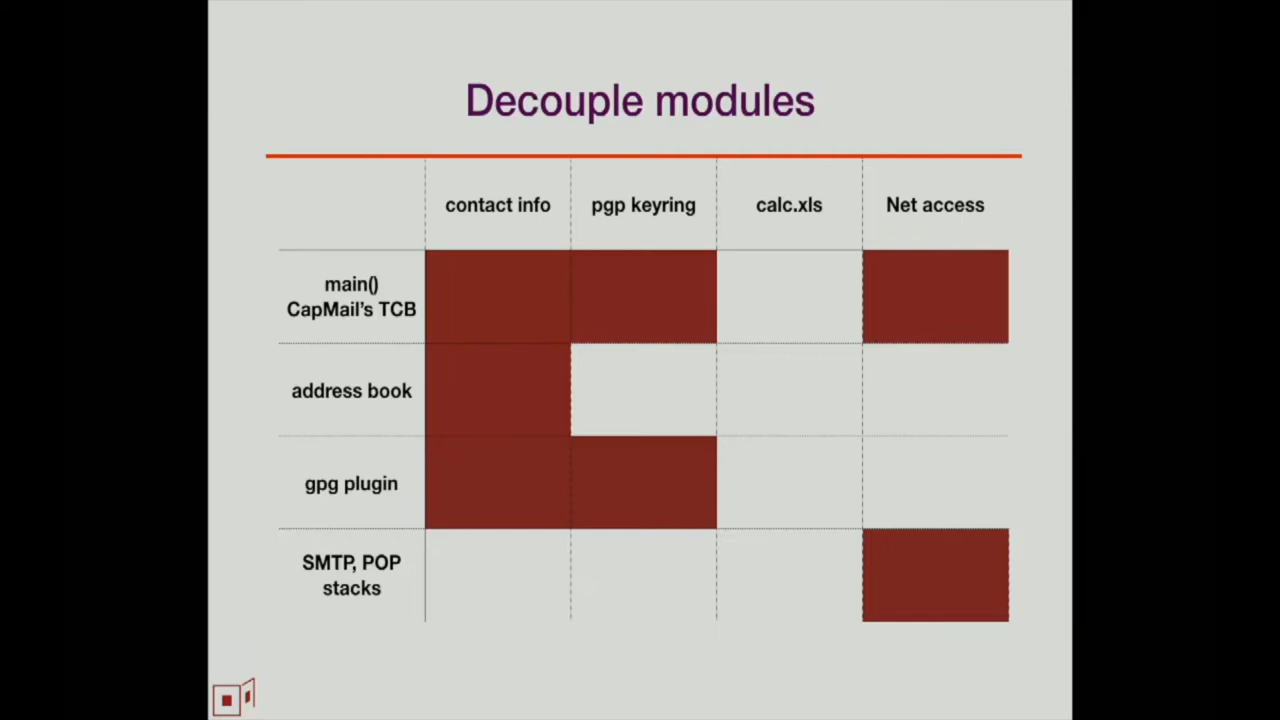 Decouple modules
contact info
pgp keyring
calc.xls
Net access
main()
CapMail's TCB
address book
gpg plugin
SMTP, POP
stacks